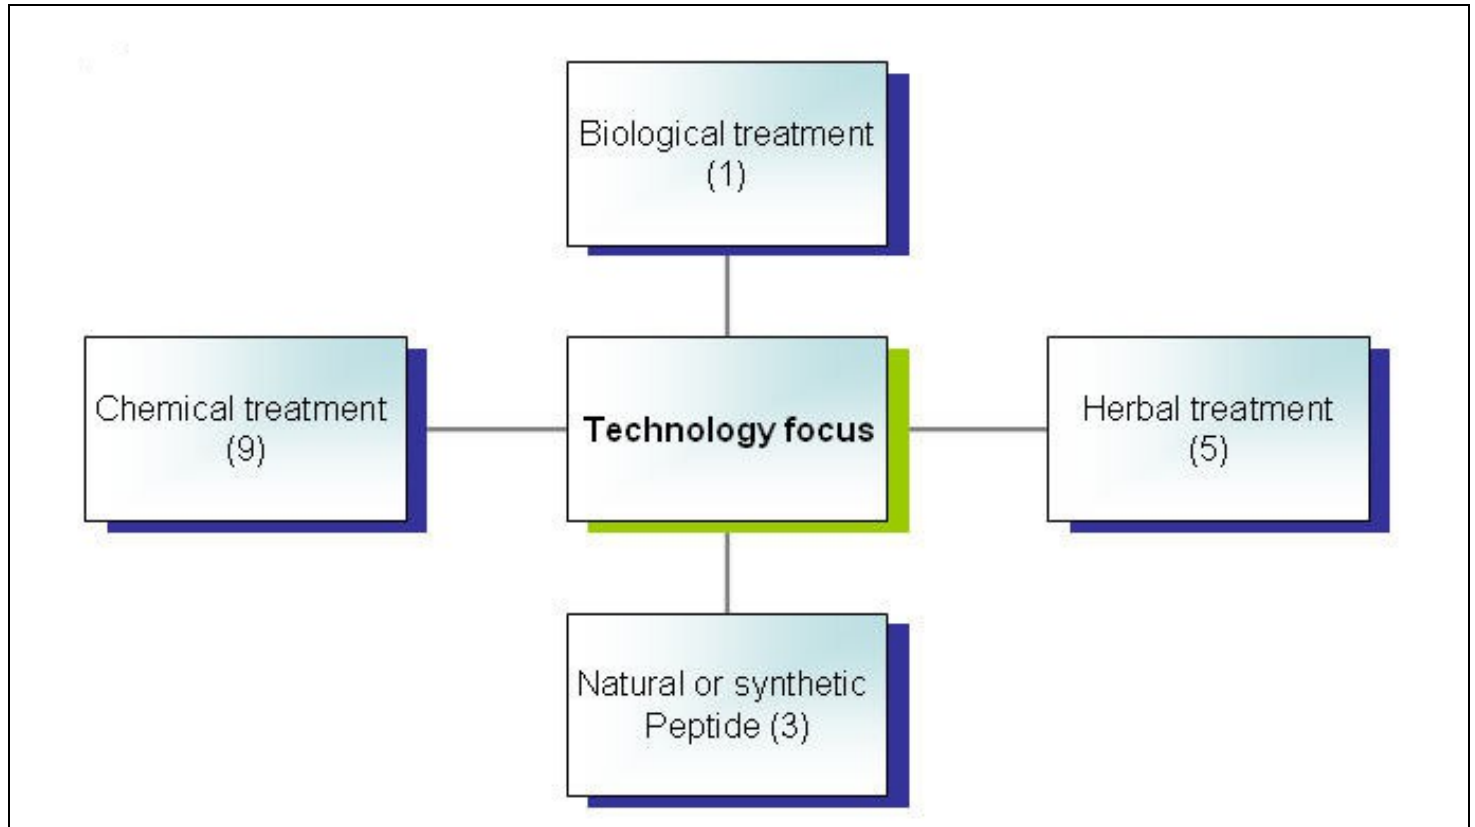 Biological treatment
(1)
Chemical treatment
(9)
Technology focus
Herbal treatment
(5)
Natural or synthetic
Peptide (3)